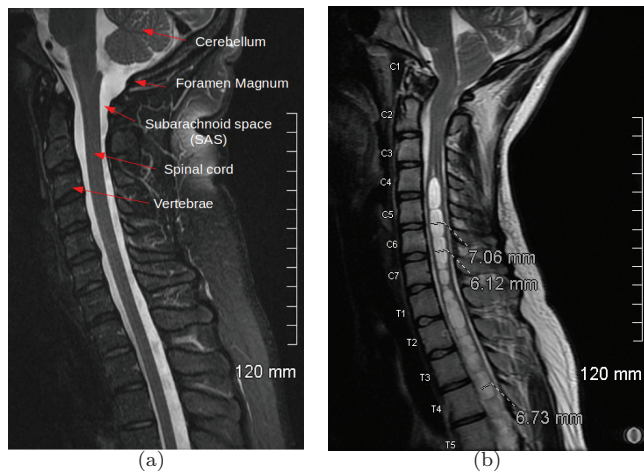 Cerebellum
Foramen Magnum
Subarachnoid space
(SAS)
Spinal cord
Vertebrae
120 mm
(a)
C1
C2
C3
C4
C5
C6
C7
T1
T2
T3
T4
T5
7.06 mm
6.12 mm
6.73 mm
120 mm
(b)